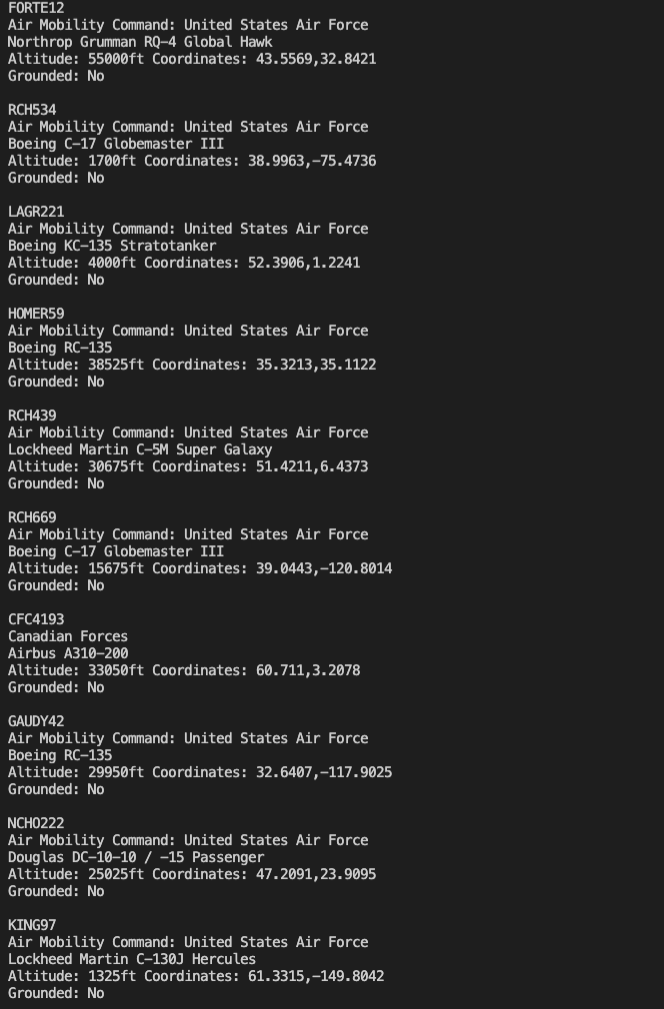 FORTE12
Air Mobility Command: United States Air Force
Northrop Grumman RQ-4 Global Hawk
Altitude: 55000ft Coordinates: 43.5569,32.8421
Grounded: No
RCH534
Air Mobility Command: United States Air Force
Boeing C-17 Globemaster III
Altitude: 1700ft Coordinates: 38.9963,-75.4736
Grounded: No
LAGR221
Air Mobility Command: United States Air Force
Boeing KC-135 Stratotanker
Altitude: 4000ft Coordinates: 52.3906,1.2241
Grounded: No
HOMER59
Air Mobility Command: United States Air Force
Boeing RC-135
Altitude: 38525ft Coordinates: 35.3213,35.1122
Grounded: No
RCH439
Air Mobility Command: United States Air Force
Lockheed Martin C-5M Super Galaxy
Altitude: 30675ft Coordinates: 51.4211,6.4373
Grounded: No
RCH669
Air Mobility Command: United States Air Force
Boeing C-17 Globemaster III
Altitude: 15675ft Coordinates: 39.0443,-120.8014
Grounded: No
CFC4193
Canadian Forces
Airbus A310-200
Altitude: 33050ft Coordinates: 60.711,3.2078
Grounded: No
GAUDY42
Air Mobility Command: United States Air Force
Boeing RC-135
Altitude: 29950ft Coordinates: 32.6407,-117.9025
Grounded: No
NCHO222
Air Mobility Command: United States Air Force
Douglas DC-10-10 / -15 Passenger
Altitude: 25025ft Coordinates: 47.2091,23.9095
Grounded: No
KING97
Air Mobility Command: United States Air Force
Lockheed Martin C-130J Hercules
Altitude: 1325ft Coordinates: 61.3315,-149.8042
Grounded: No